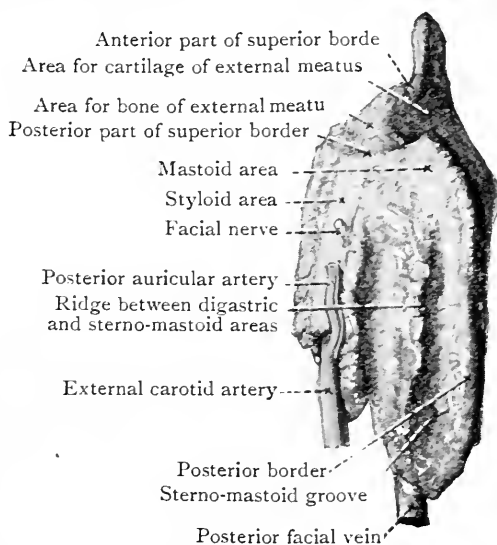 Anterior part of superior borde
Area for cartilage of external meatus
Area for bone of external meatu
Posterior part of superior border
Mastoid area
Styloid area
Facial nerve
Posterior auricular artery
Ridge between digastric
and sterno-mastoid areas
External carotid artery
Posterior border
Sterno-mastoid groove
Posterior facial vein